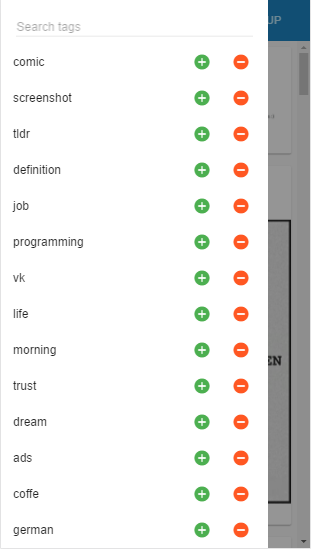 UP
Search tags
comic
screenshot
tldr
definition
job
programming
vk
life
EN
morning
trust
dream
ads
coffe
german